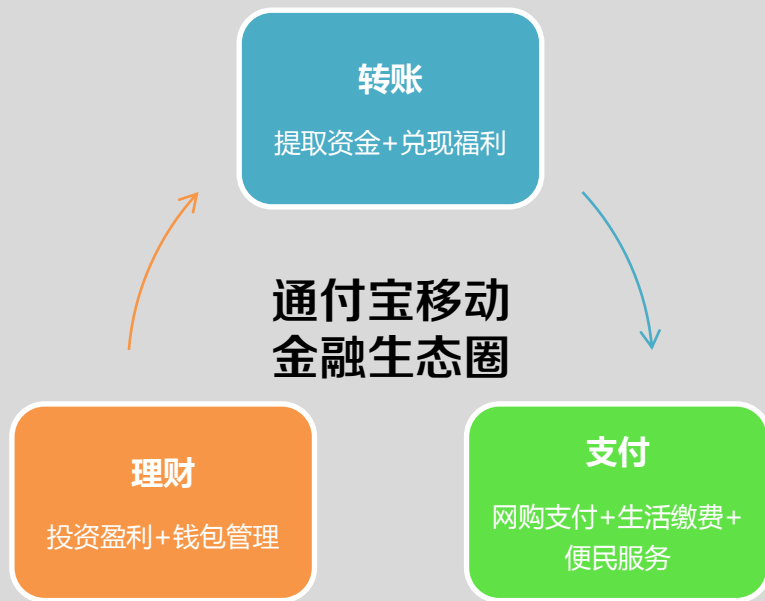 转账
提取资金+兑现福利
通付宝移动
金融生态圈
理财
投资盈利+钱包管理
支付
网购支付+生活缴费+
便民服务